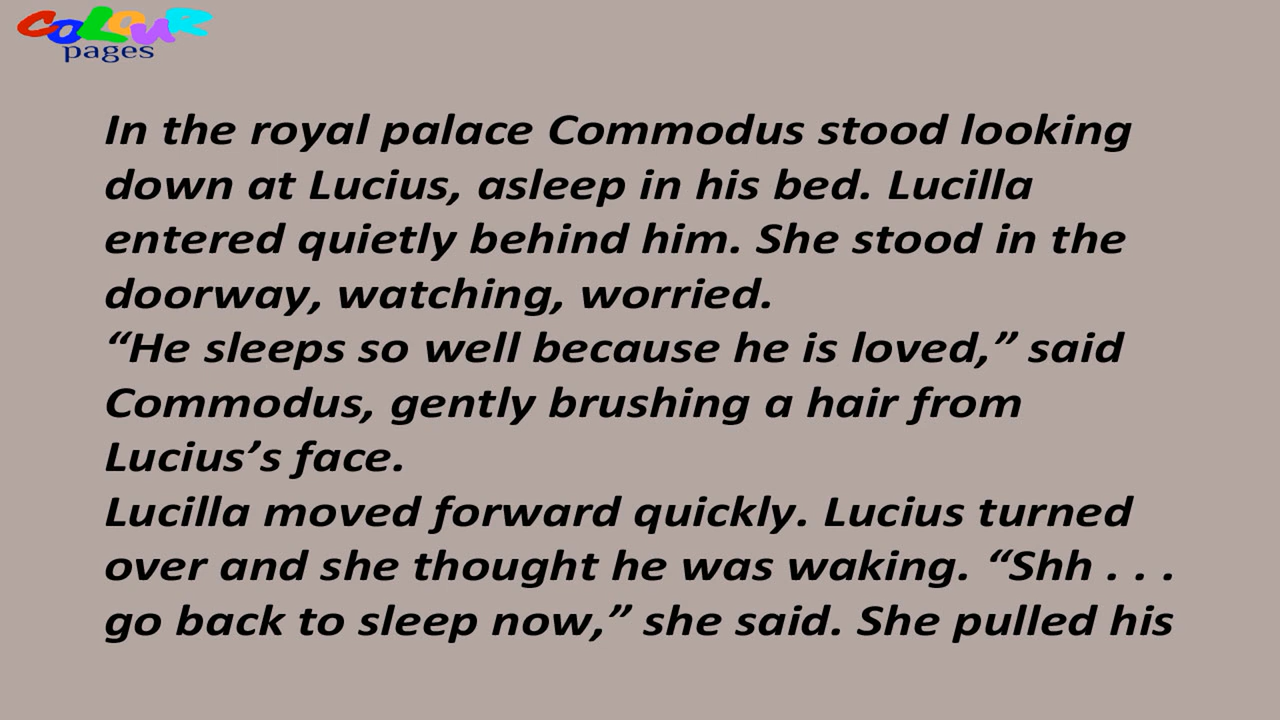 COLOUR
pages
In the royal palace Commodus stood looking
down at Lucius, asleep in his bed. Lucilla
entered quietly behind him. She stood in the
doorway, watching, worried.
“He sleeps so well because he is loved,” said
Commodus, gently brushing a hair from
Lucius’s face.
Lucilla moved forward quickly. Lucius turned
over and she thought he was waking. “Shh . . .
go back to sleep now,” she said. She pulled his